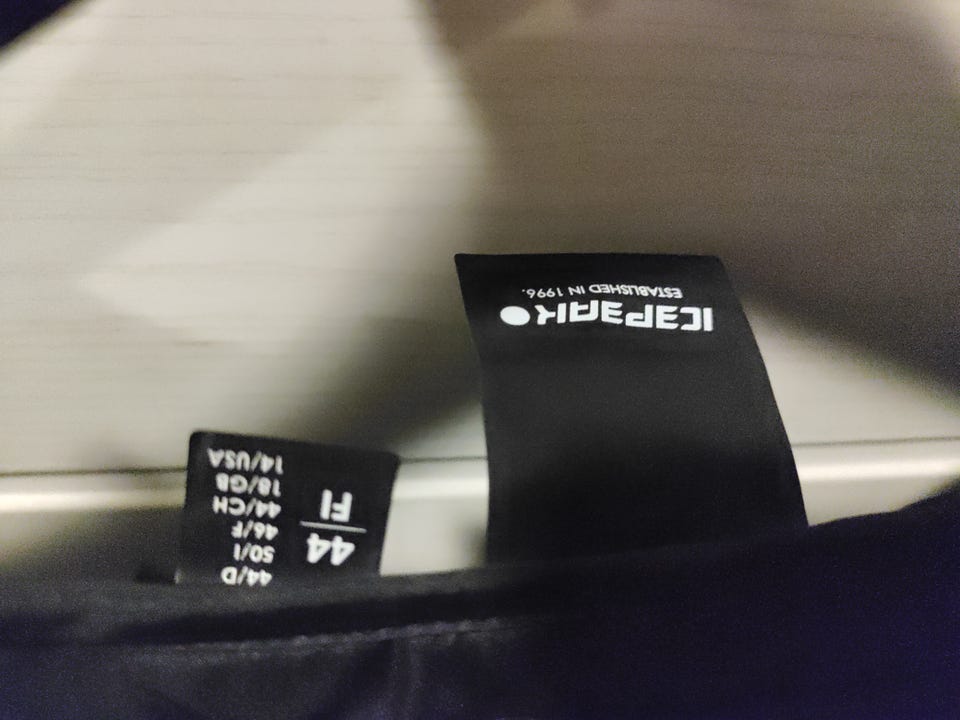 44
FI
44/D
50/I
46/F
44/CH
18/GB
14/USA
ICEPEAK
ESTABLISHED IN 1996.